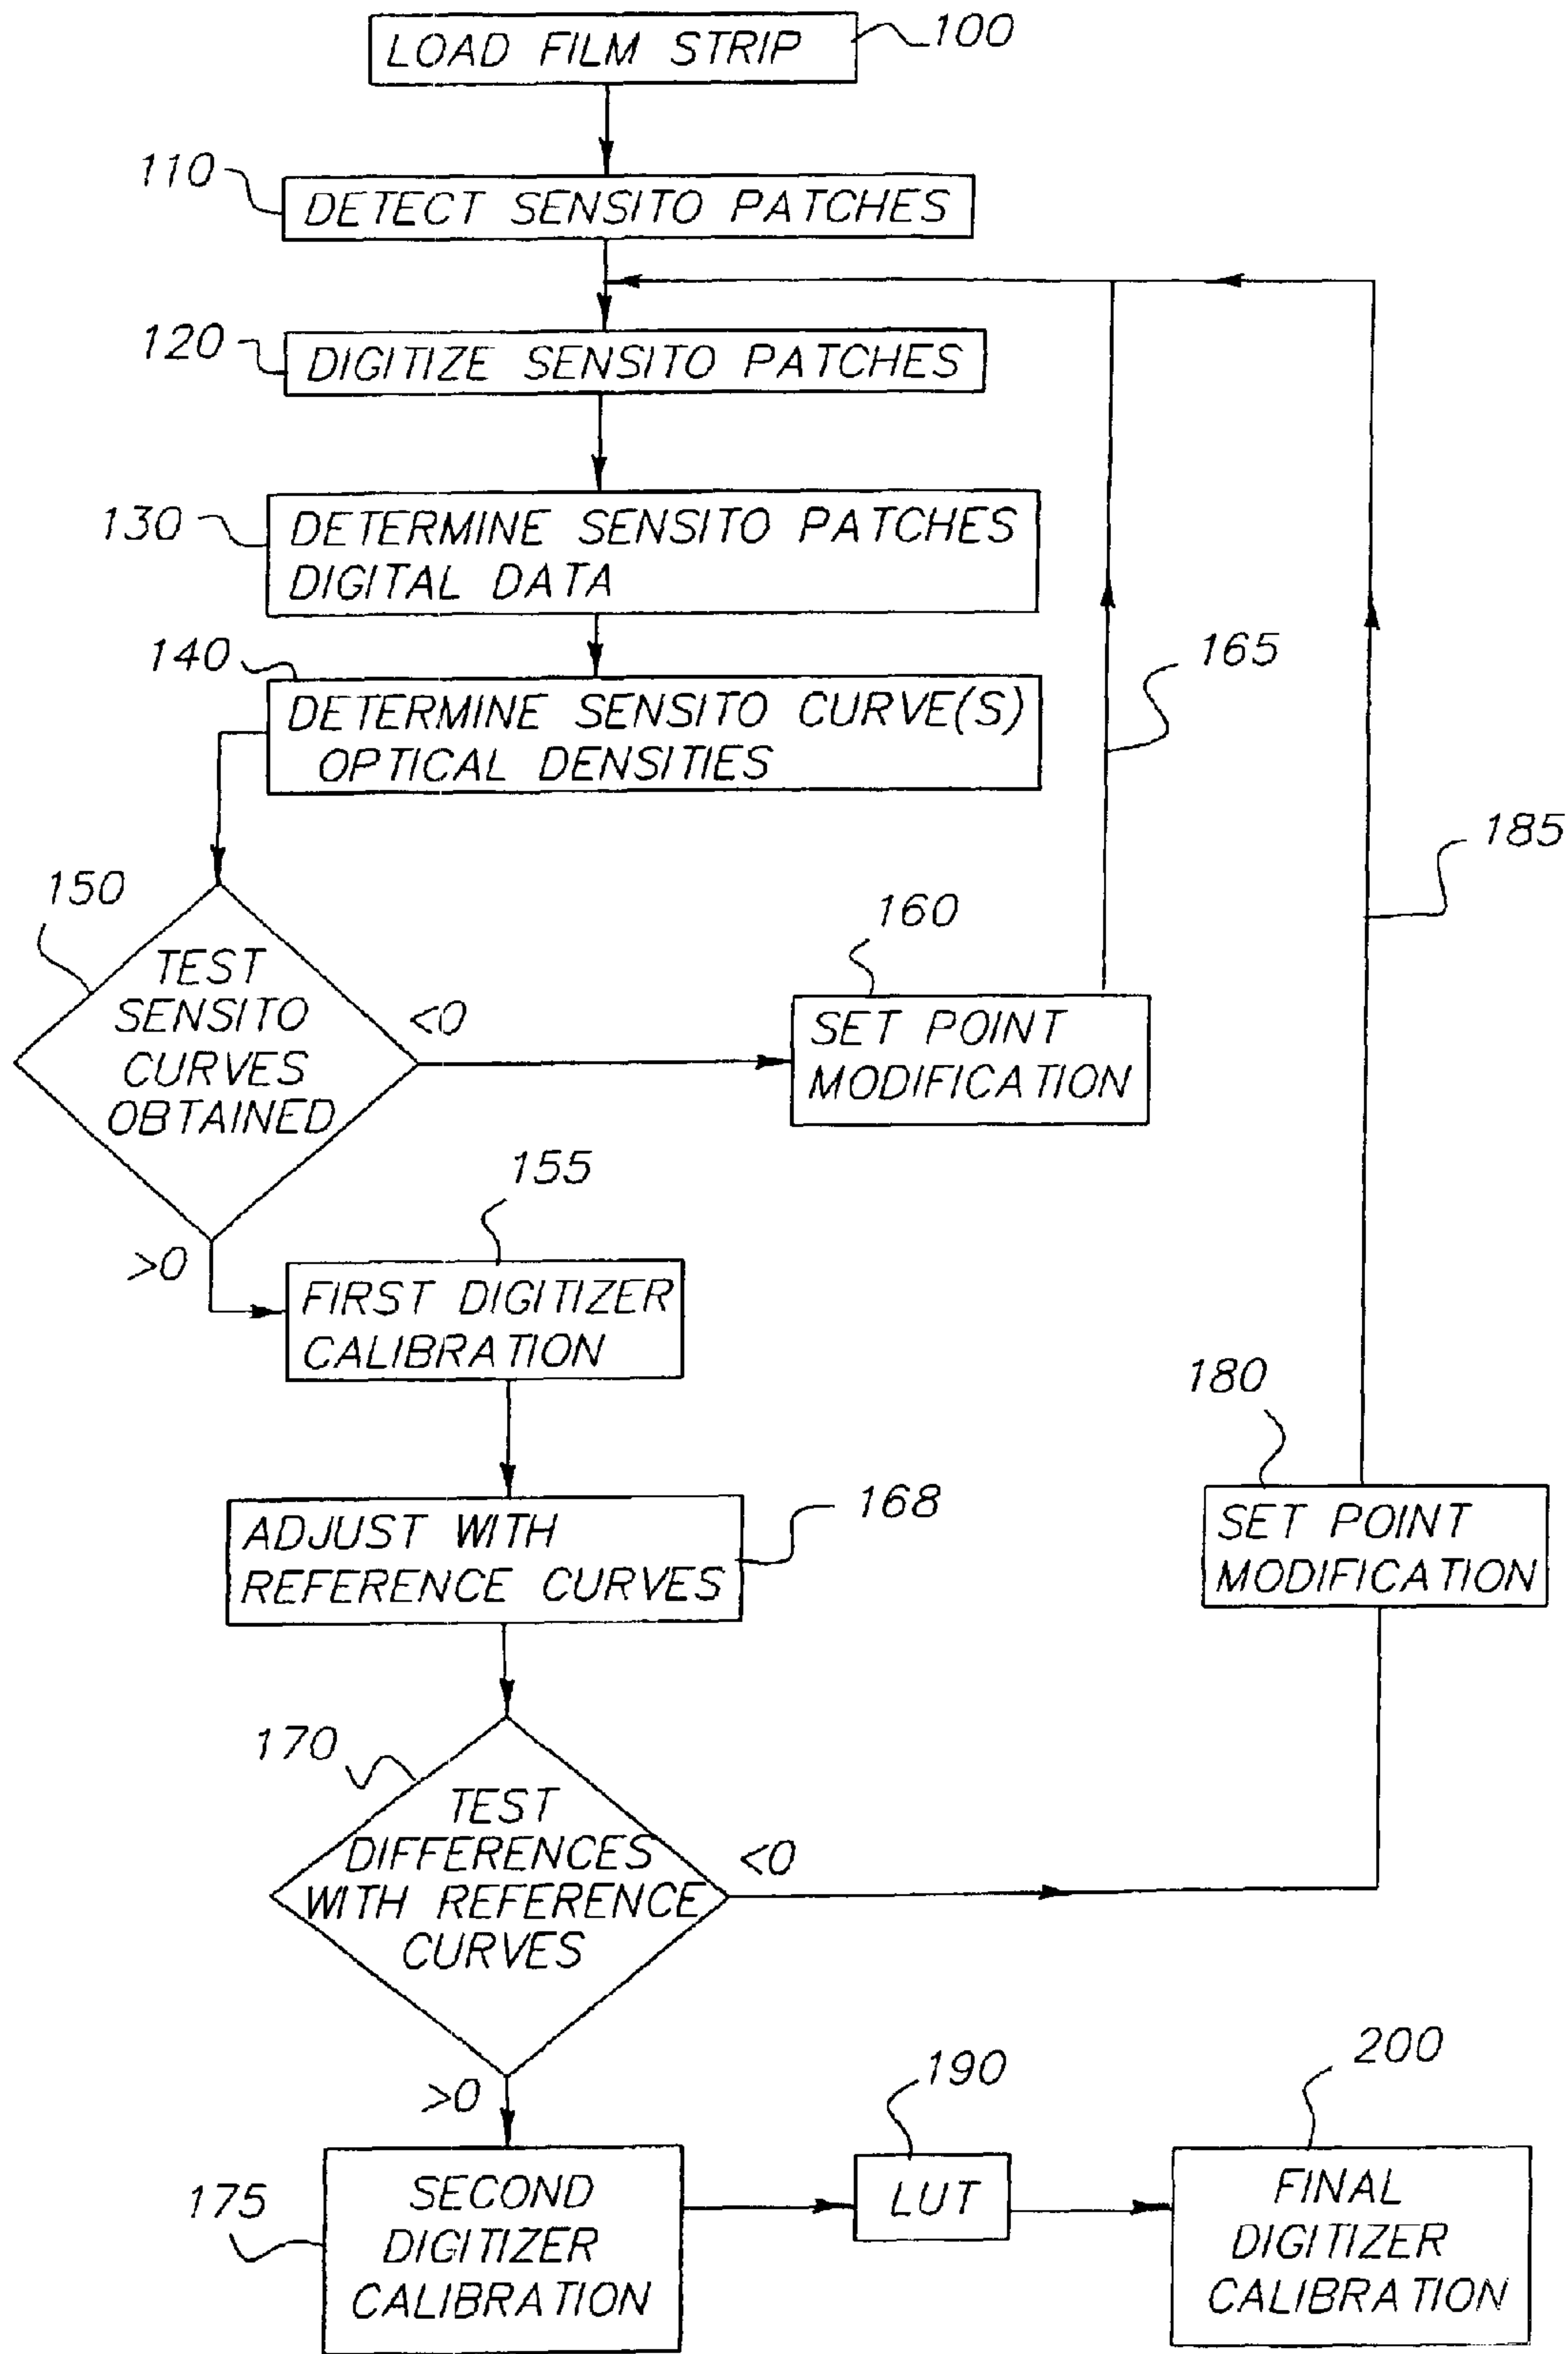 LOAD FILM STRIP
100
110
DETECT SENSITO PATCHES
120
DIGITIZE SENSITO PATCHES
130
DETERMINE SENSITO PATCHES
DIGITAL DATA
140
165
DETERMINE SENSITO CURVE(S)
OPTICAL DENSITIES
185
150
160
TEST
SENSITO
CURVES
OBTAINED
<0
SET POINT
MODIFICATION
155
>0
FIRST DIGITIZER
CALIBRATION
180
168
ADJUST WITH
REFERENCE CURVES
SET POINT
MODIFICATION
170
TEST
DIFFERENCES
WITH REFERENCE
CURVES
<0
>0
190
200
175
SECOND
DIGITIZER
CALIBRATION
LUT
FINAL
DIGITIZER
CALIBRATION